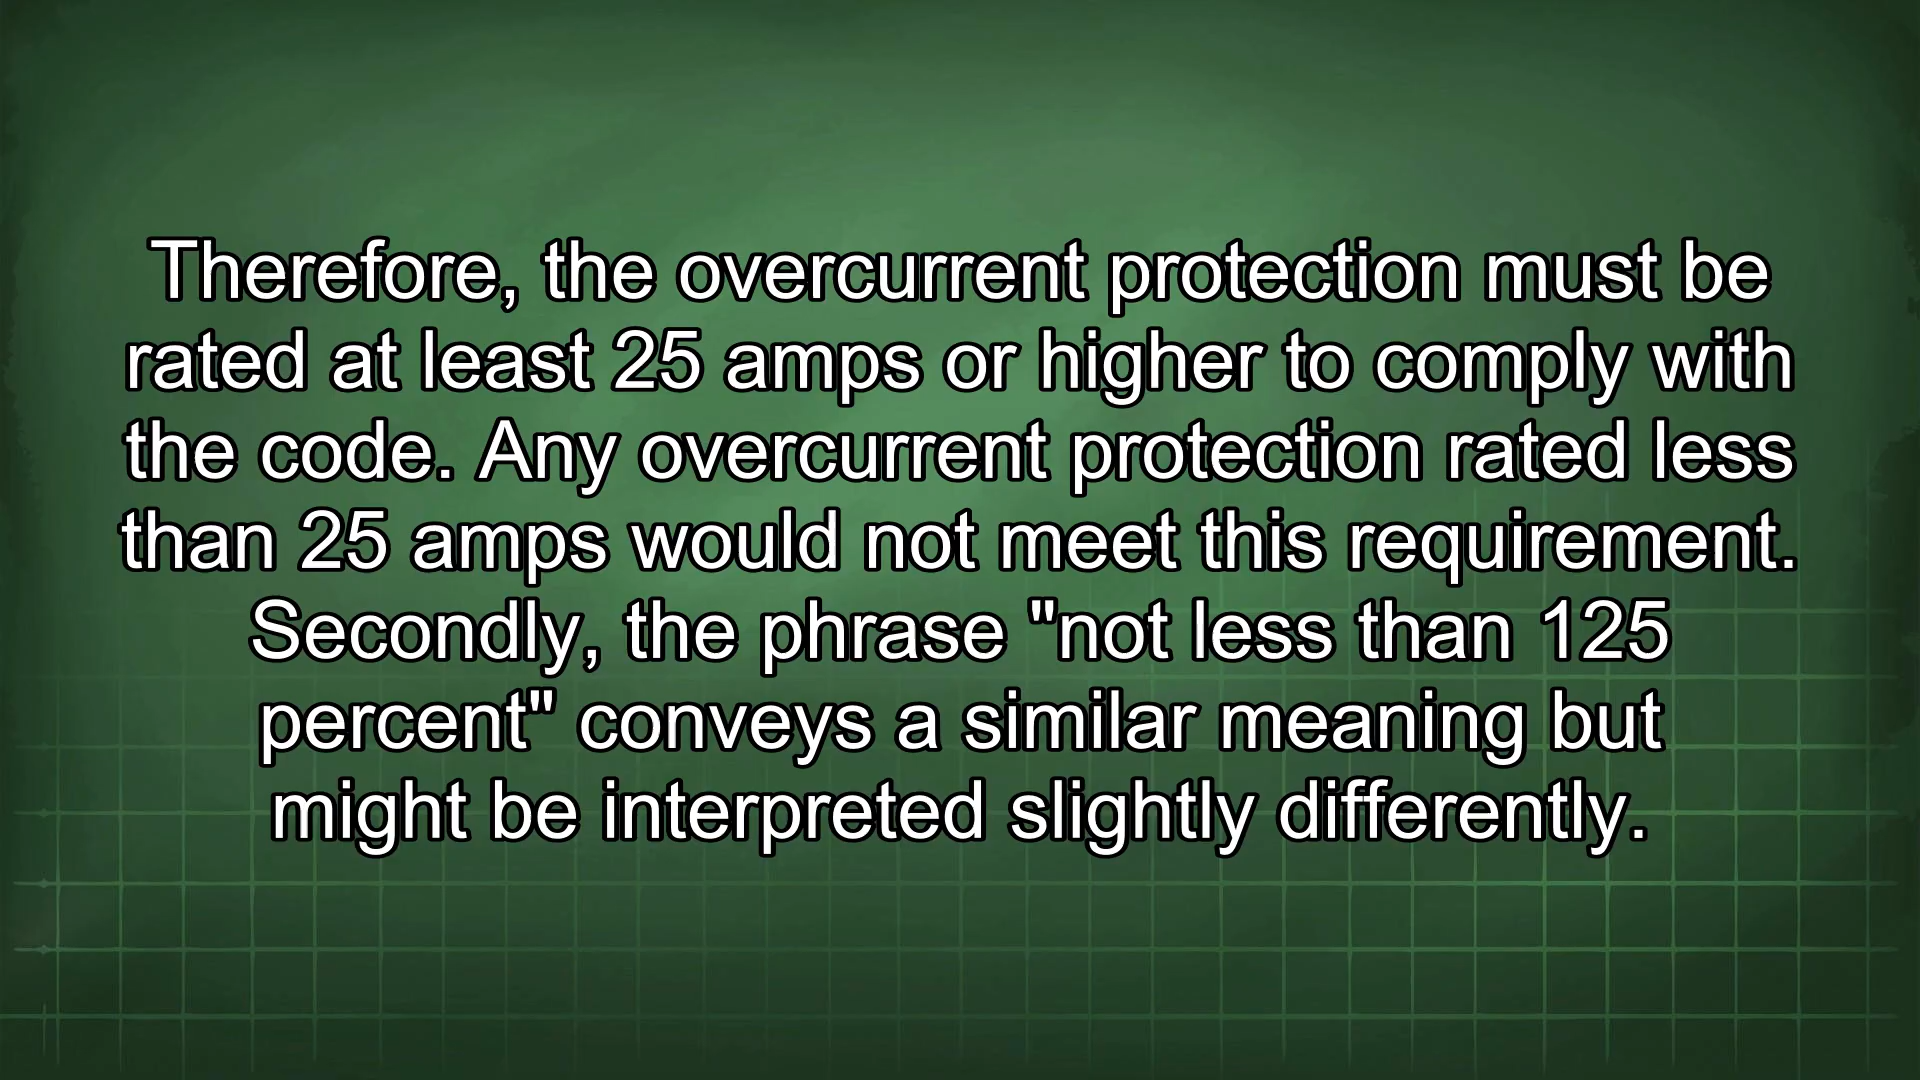 Therefore, the overcurrent protection must be
rated at least 25 amps or higher to comply with
the code. Any overcurrent protection rated less
than 25 amps would not meet this requirement.
Secondly, the phrase "not less than 125
percent" conveys a similar meaning but
might be interpreted slightly differently.